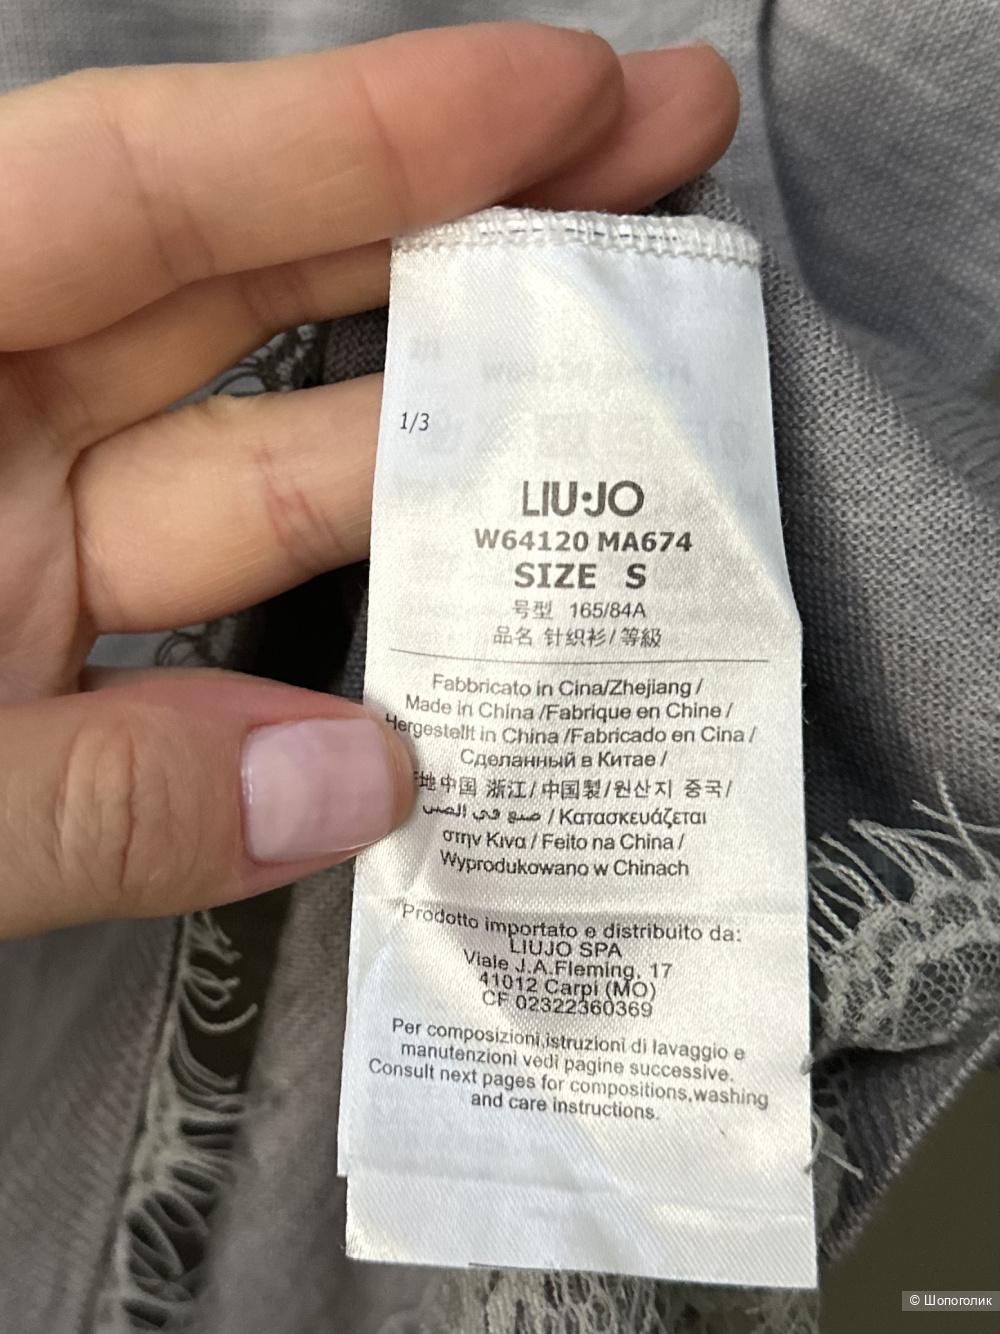 1/3
LIU·JO
W64120 MA674
SIZE S
号型 165/84A
品名 针织衫/等級
Fabbricato in Cina/Zhejiang /
Made in China /Fabrique en Chine /
Hergestellt in China /Fabricado en Cina /
Сделанный в Китае /
地中国 浙江/中国製/원산지 중국/
صنع في الصين / Κατασκευάζεται
στην Κινα / Feito na China /
Wyprodukowano w Chinach
Prodotto importato e distribuito da:
LIUJO SPA
Viale J.A.Fleming, 17
41012 Carpi (MO)
CF 02322360369
Per composizioni,istruzioni di lavaggio e
manutenzioni vedi pagine successive.
Consult next pages for compositions,washing
and care instructions.
© Шопоголик